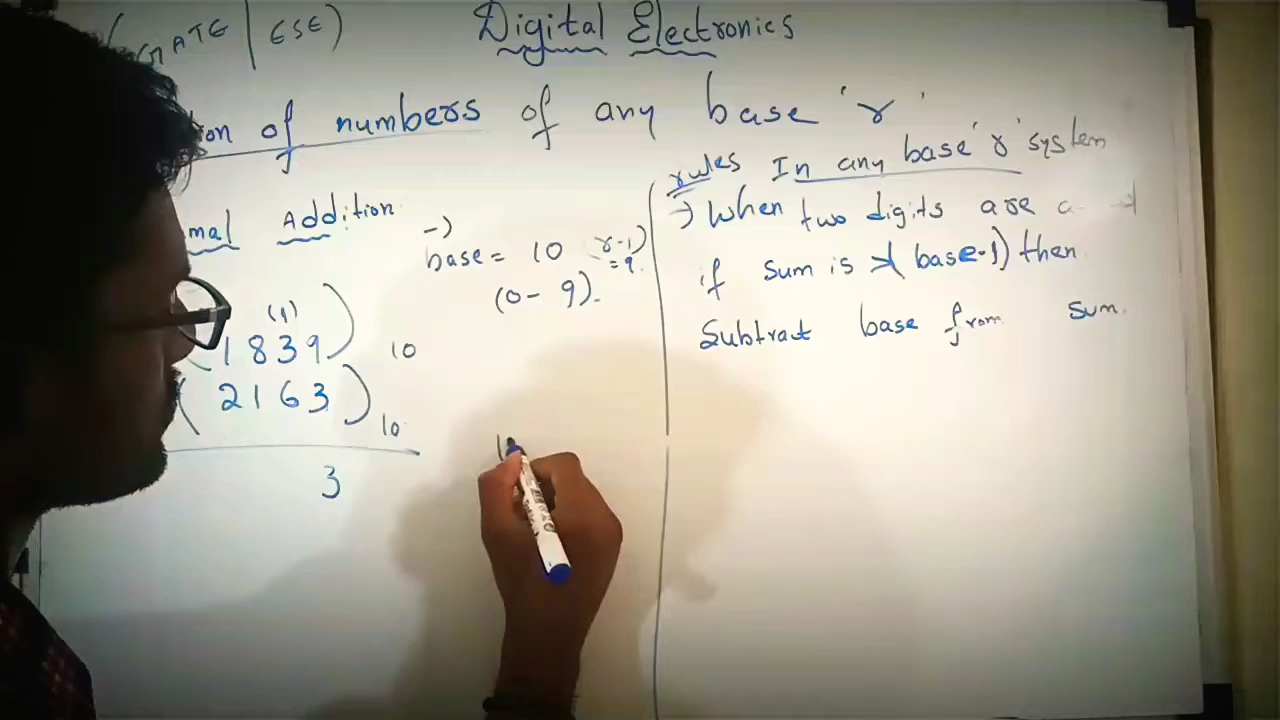 (GATE | ESE)
Digital Electronics
of numbers of any base 'r'
Addition
base = 10 r-1) = 9.
(0 - 9).
(1)
1839) 10
(2163) 10
3
rules In any base 'r' system
→ When two digits are
if sum is > (base-1) then
Subtract base from sum.